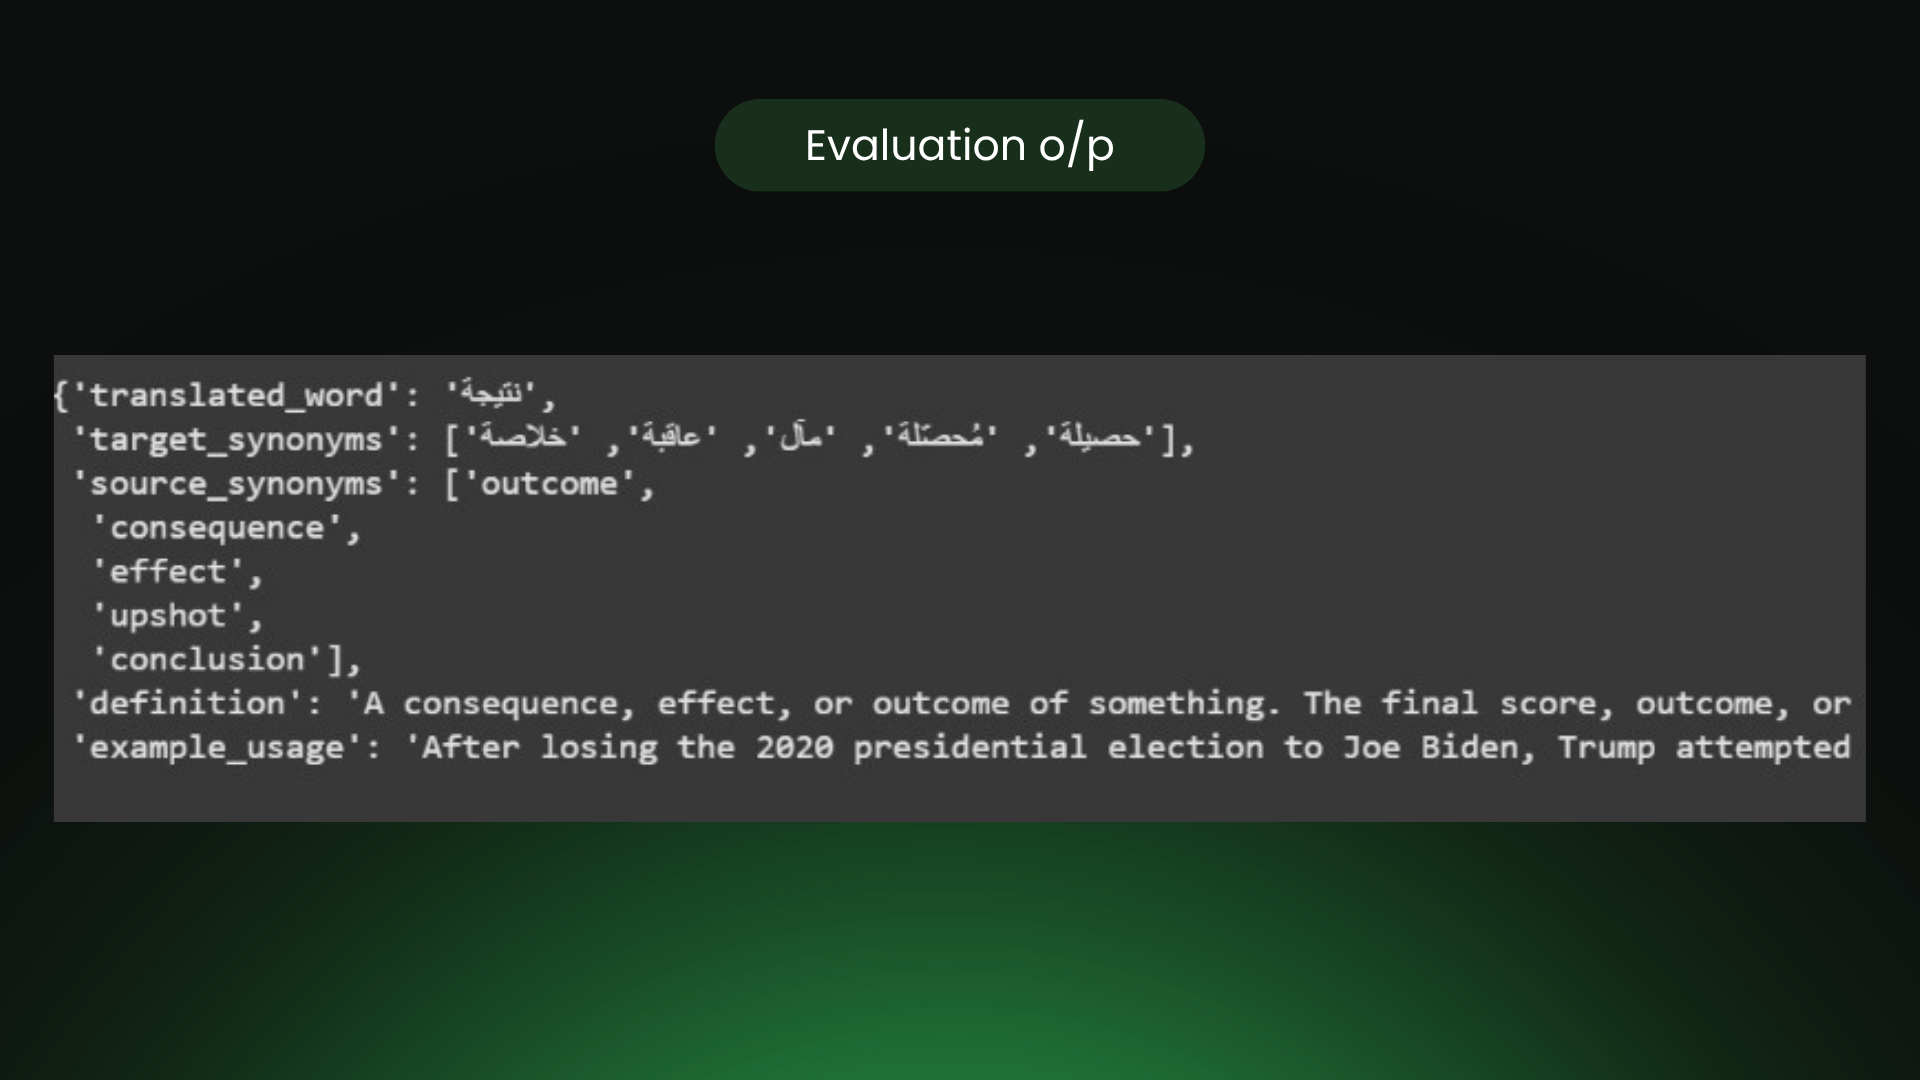 Evaluation o/p
{'translated_word': 'نتيجة',
'target_synonyms': ['حصيلة', 'مُحصّلة', 'مآل', 'عاقبة', 'خلاصة'],
'source_synonyms': ['outcome',
'consequence',
'effect',
'upshot',
'conclusion'],
'definition': 'A consequence, effect, or outcome of something. The final score, outcome, or
'example_usage': 'After losing the 2020 presidential election to Joe Biden, Trump attempted